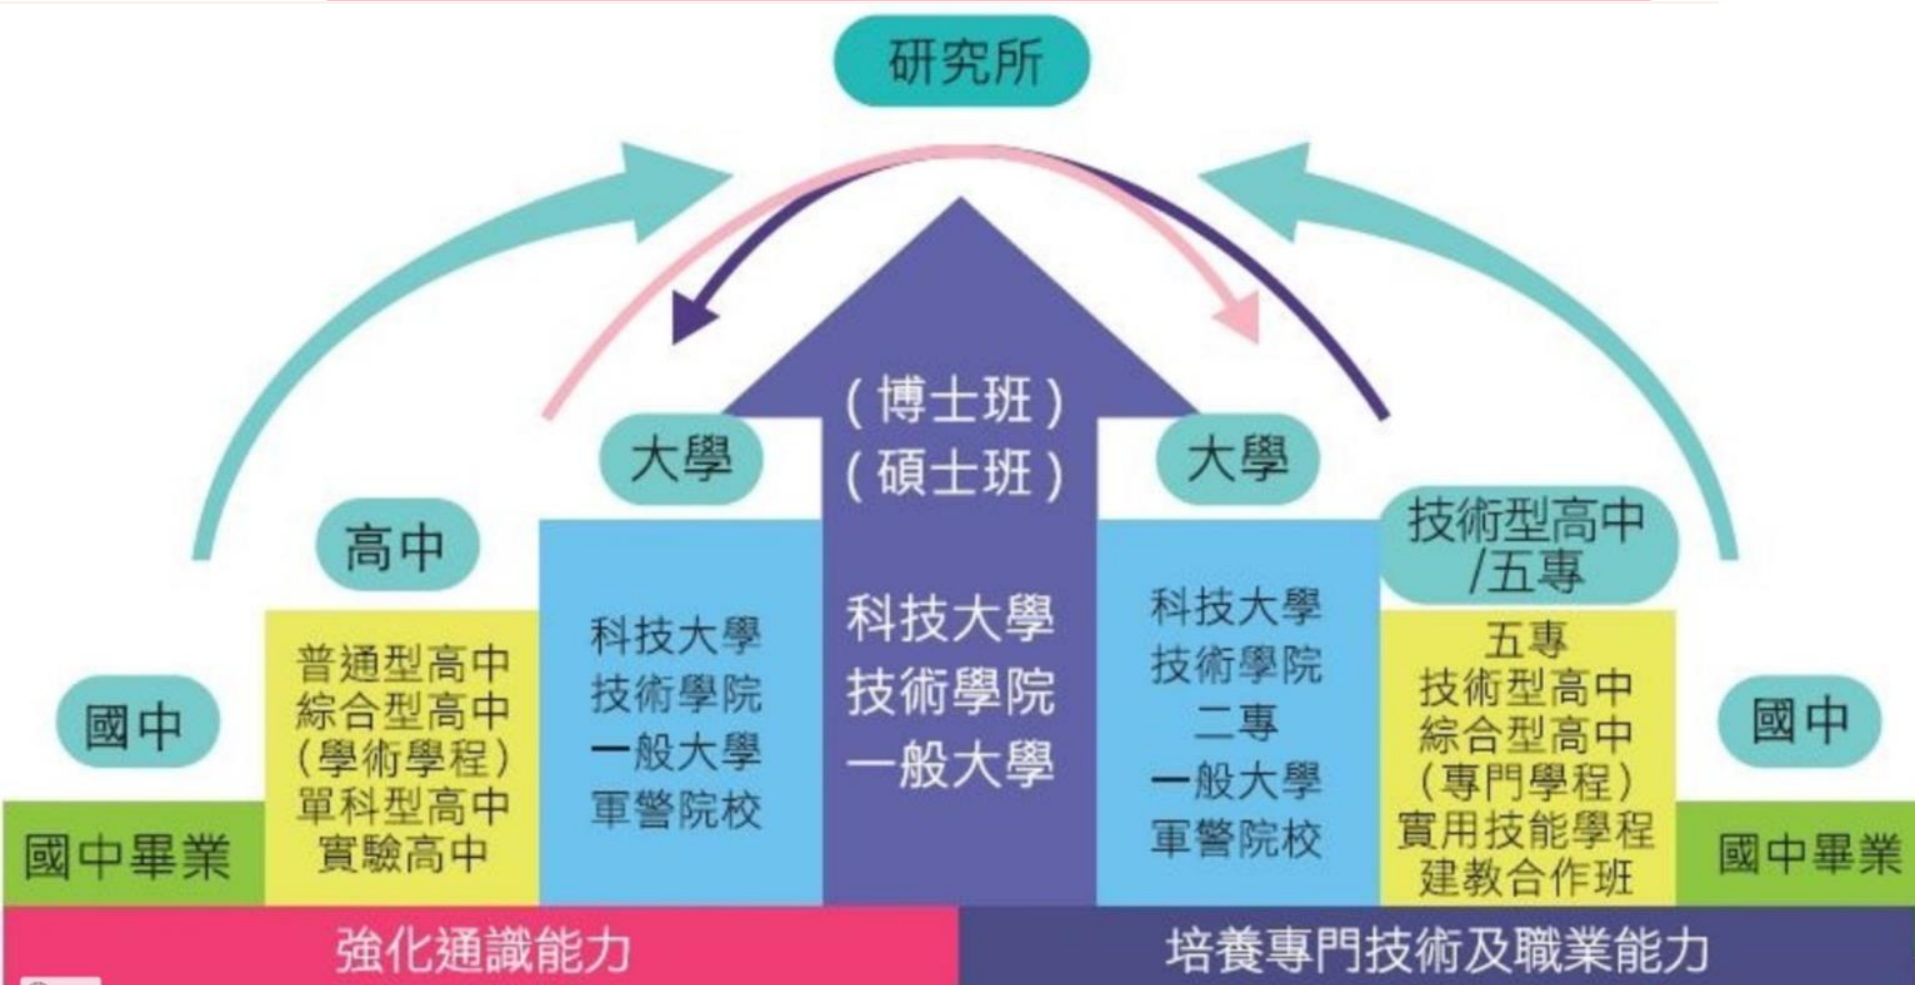 研究所
國中
國中畢業
高中
普通型高中
綜合型高中
(學術學程)
單科型高中
實驗高中
大學
科技大學
技術學院
一般大學
軍警院校
(博士班)
(碩士班)
科技大學
技術學院
一般大學
大學
科技大學
技術學院
二專
一般大學
軍警院校
技術型高中
/五專
五專
技術型高中
綜合型高中
(專門學程)
實用技能學程
建教合作班
國中
國中畢業
強化通識能力
培養專門技術及職業能力